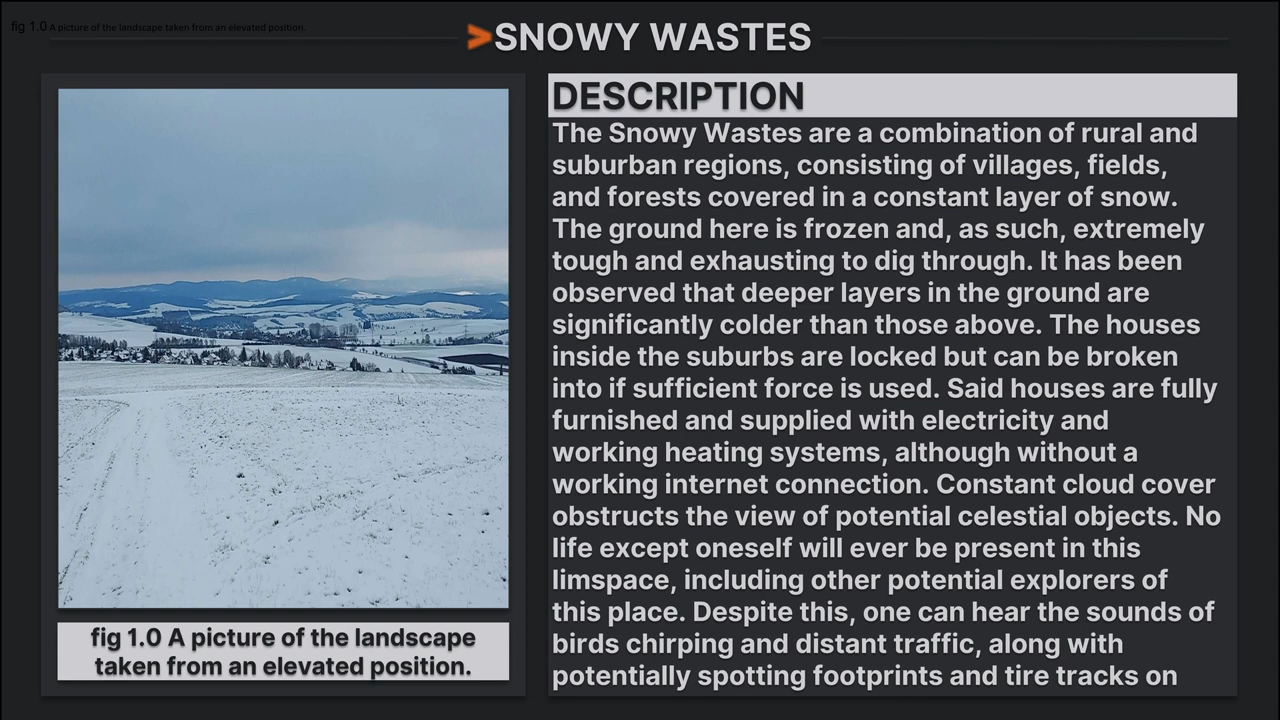 fig 1.0 A picture of the landscape taken from an elevated position.
>SNOWY WASTES
fig 1.0 A picture of the landscape
taken from an elevated position.
DESCRIPTION
The Snowy Wastes are a combination of rural and
suburban regions, consisting of villages, fields,
and forests covered in a constant layer of snow.
The ground here is frozen and, as such, extremely
tough and exhausting to dig through. It has been
observed that deeper layers in the ground are
significantly colder than those above. The houses
inside the suburbs are locked but can be broken
into if sufficient force is used. Said houses are fully
furnished and supplied with electricity and
working heating systems, although without a
working internet connection. Constant cloud cover
obstructs the view of potential celestial objects. No
life except oneself will ever be present in this
limspace, including other potential explorers of
this place. Despite this, one can hear the sounds of
birds chirping and distant traffic, along with
potentially spotting footprints and tire tracks on